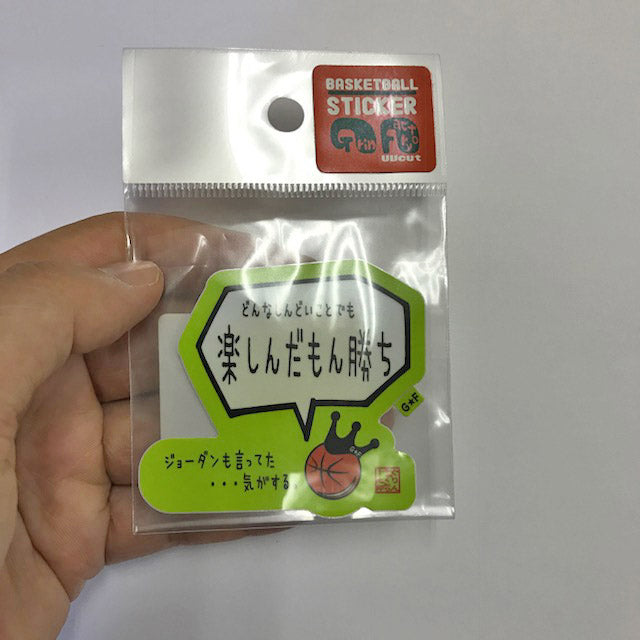 BASKETBALL
STICKER
UVcut
どんなしんどいことでも
楽しんだもん勝ち
G★F
ジョーダンも言ってた
・・・気がする。